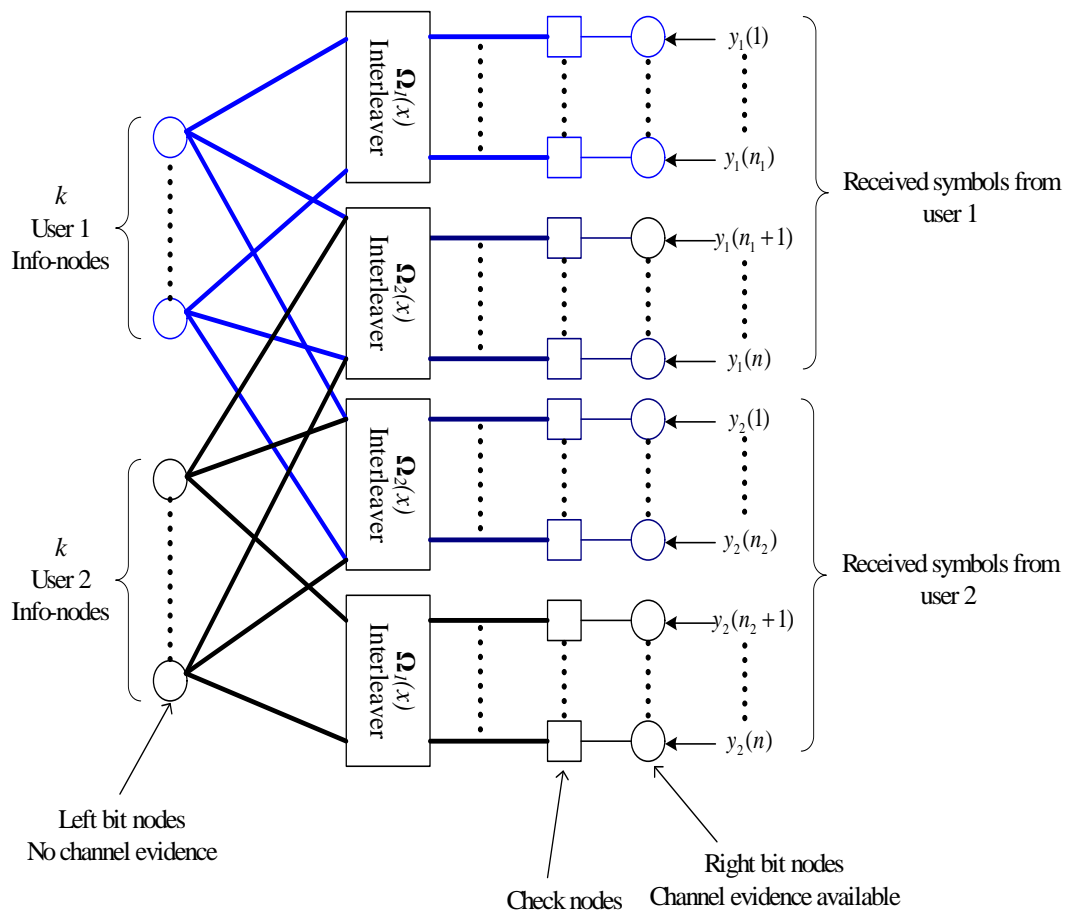 Ω1(x)
Interleaver
y1(1)
y1(n1)
k
User 1
Info-nodes
Received symbols from
user 1
Ω2(x)
Interleaver
y1(n1+1)
y1(n)
Ω2(x)
Interleaver
y2(1)
y2(n2)
k
User 2
Info-nodes
Received symbols from
user 2
Ω1(x)
Interleaver
y2(n2+1)
y2(n)
Left bit nodes
No channel evidence
Check nodes
Right bit nodes
Channel evidence available